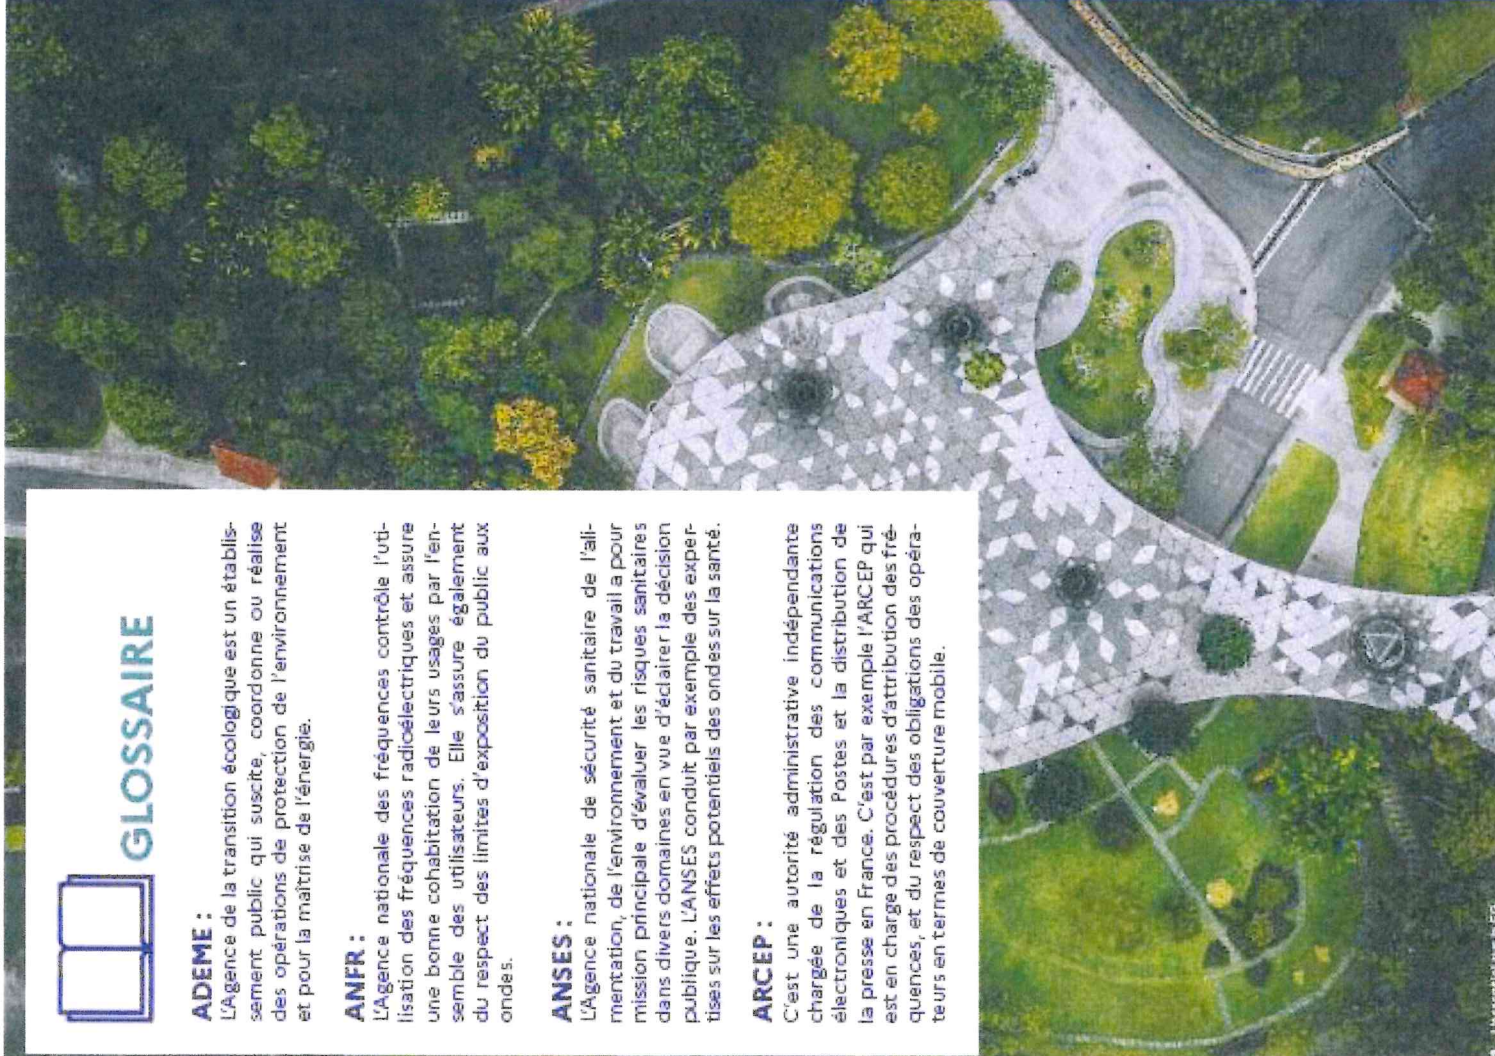 GLOSSAIRE
ADEME :
L'Agence de la transition écologique est un établis-
sement public qui suscite, coordonne ou réalise
des opérations de protection de l'environnement
et pour la maîtrise de l'énergie.
ANFR :
L'Agence nationale des fréquences contrôle l'uti-
lisation des fréquences radioélectriques et assure
une bonne cohabitation de leurs usages par l'en-
semble des utilisateurs. Elle s'assure également
du respect des limites d'exposition du public aux
ondes.
ANSES :
L'Agence nationale de sécurité sanitaire de l'ali-
mentation, de l'environnement et du travail a pour
mission principale d'évaluer les risques sanitaires
dans divers domaines en vue d'éclairer la décision
publique. L'ANSES conduit par exemple des exper-
tises sur les effets potentiels des ondes sur la santé.
ARCEP :
C'est une autorité administrative indépendante
chargée de la régulation des communications
électroniques et des Postes et la distribution de
la presse en France. C'est par exemple l'ARCEP qui
est en charge des procédures d'attribution des fré-
quences, et du respect des obligations des opéra-
teurs en termes de couverture mobile.